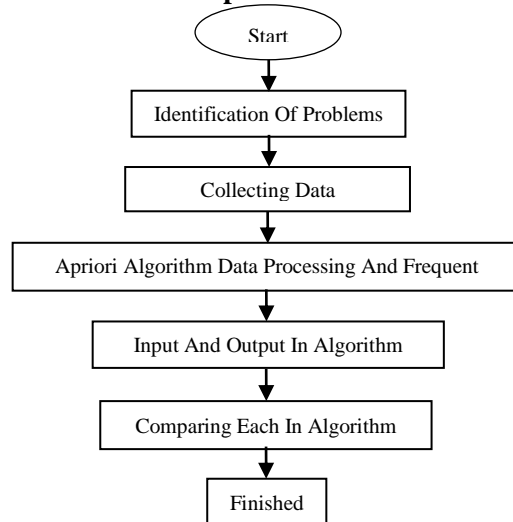 Start
Identification Of Problems
Collecting Data
Apriori Algorithm Data Processing And Frequent
Input And Output In Algorithm
Comparing Each In Algorithm
Finished